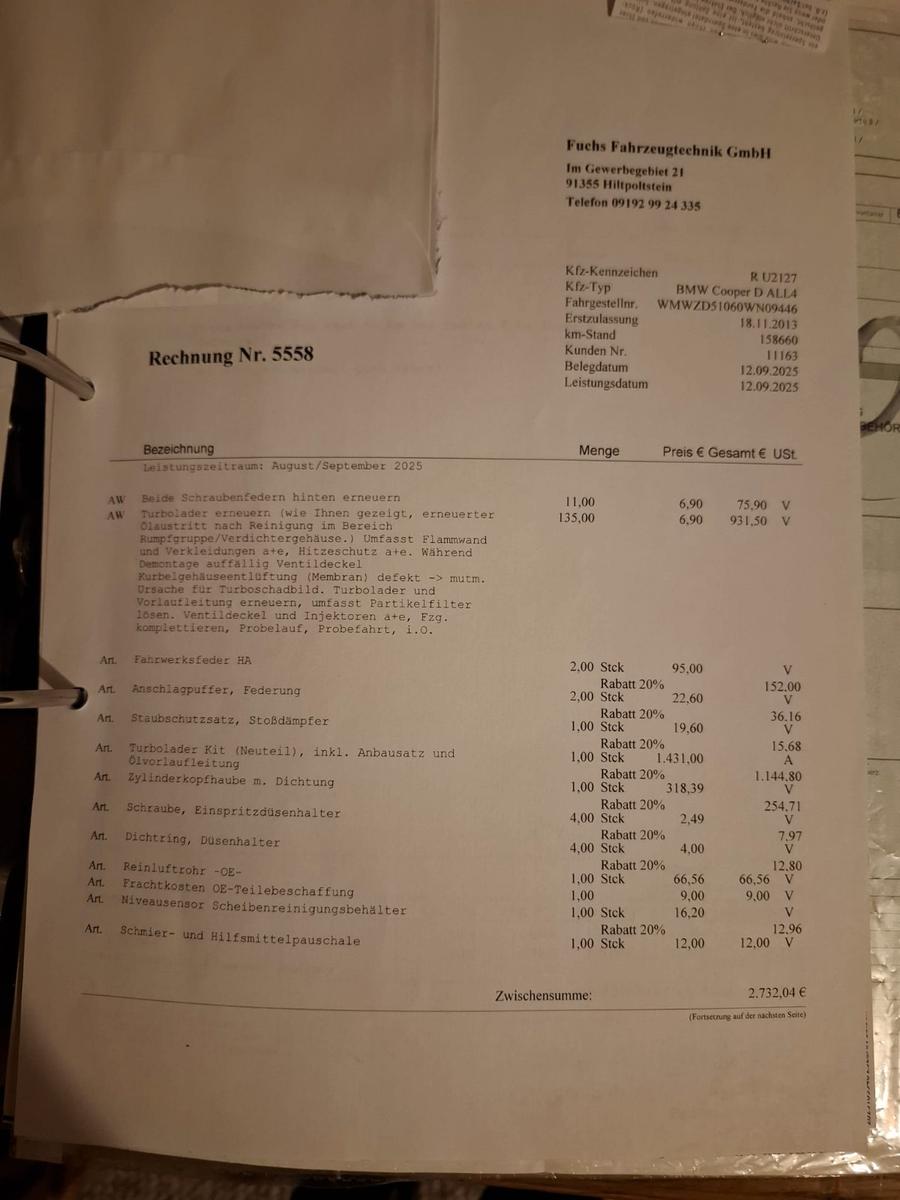 Fuchs Fahrzeugtechnik GmbH
Im Gewerbegebiet 21
91355 Hiltpoltstein
Telefon 09192 99 24 335
Kfz-Kennzeichen R U2127
Kfz-Typ BMW Cooper D ALL4
Fahrgestellnr. WMWZD51060WN09446
Erstzulassung 18.11.2013
km-Stand 158660
Kunden Nr. 11163
Belegdatum 12.09.2025
Leistungsdatum 12.09.2025
Rechnung Nr. 5558
Bezeichnung Menge Preis € Gesamt € USt.
Leistungszeitraum: August/September 2025
AW Beide Schraubenfedern hinten erneuern 11,00 6,90 75,90 V
AW Turbolader erneuern (wie Ihnen gezeigt, erneuerter 135,00 6,90 931,50 V
Ölaustritt nach Reinigung im Bereich
Rumpfgruppe/Verdichtergehäuse.) Umfasst Flammwand
und Verkleidungen a+e, Hitzeschutz a+e. Während
Demontage auffällig Ventildeckel
Kurbelgehäuseentlüftung (Membran) defekt -> mutm.
Ursache für Turboschadbild. Turbolader und
Vorlaufleitung erneuern, umfasst Partikelfilter
lösen. Ventildeckel und Injektoren a+e, Fzg.
komplettieren, Probelauf, Probefahrt, i.O.
Art. Fahrwerksfeder HA 2,00 Stck 95,00 V
Rabatt 20% 152,00
Art. Anschlagpuffer, Federung 2,00 Stck 22,60 V
Rabatt 20% 36,16
Art. Staubschutzsatz, Stoßdämpfer 1,00 Stck 19,60 V
Rabatt 20% 15,68
Art. Turbolader Kit (Neuteil), inkl. Anbausatz und 1,00 Stck 1.431,00 A
Ölvorlaufleitung
Rabatt 20% 1.144,80
Art. Zylinderkopfhaube m. Dichtung 1,00 Stck 318,39 V
Rabatt 20% 254,71
Art. Schraube, Einspritzdüsenhalter 4,00 Stck 2,49 V
Rabatt 20% 7,97
Art. Dichtring, Düsenhalter 4,00 Stck 4,00 V
Rabatt 20% 12,80
Art. Reinluftrohr -OE- 1,00 Stck 66,56 66,56 V
Art. Frachtkosten OE-Teilebeschaffung 1,00 9,00 9,00 V
Art. Niveausensor Scheibenreinigungsbehälter 1,00 Stck 16,20 V
Rabatt 20% 12,96
Art. Schmier- und Hilfsmittelpauschale 1,00 Stck 12,00 12,00 V
Zwischensumme: 2.732,04 €
(Fortsetzung auf der nächsten Seite)